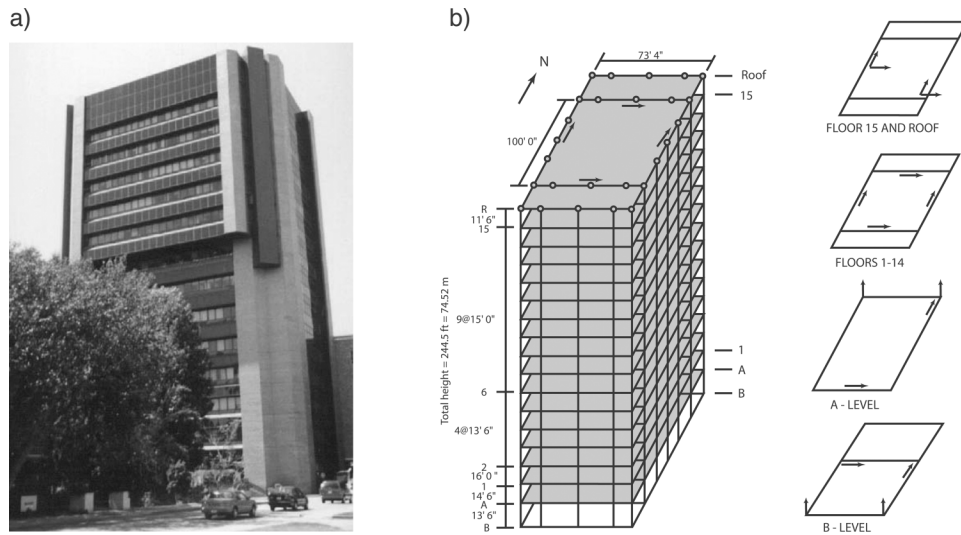 a)
b)
N
73' 4"
Roof
15
100' 0"
R
11' 6"
15
9@15' 0"
6
4@13' 6"
2
16' 0"
1
14' 6"
A
13' 6"
B
Total height = 244.5 ft = 74.52 m
1
A
B
FLOOR 15 AND ROOF
FLOORS 1-14
A - LEVEL
B - LEVEL